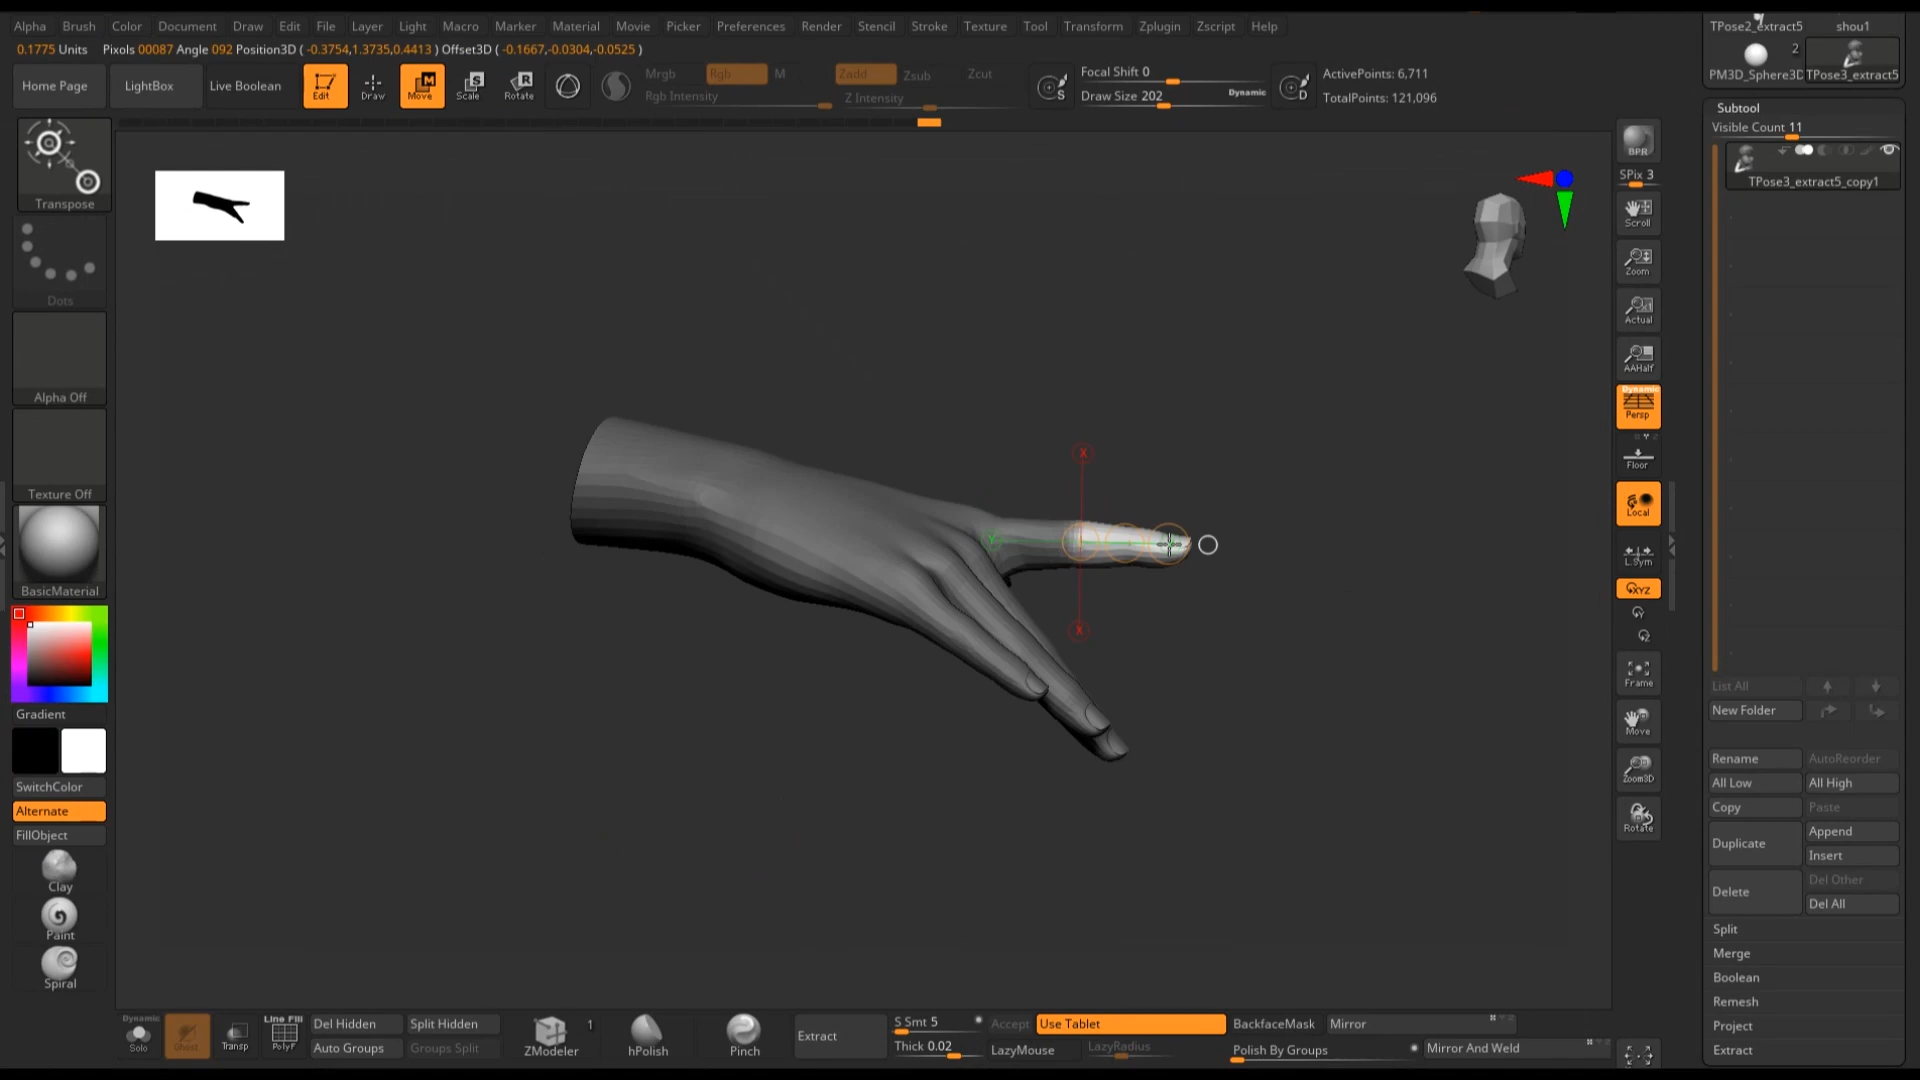 Alpha Brush Color Document Draw Edit File Layer Light Macro Marker Material Movie Picker Preferences Render Stencil Stroke Texture Tool Transform Zplugin Zscript Help
0.1775 Units Pixols 00087 Angle 092 Position3D ( -0.3754,1.3735,0.4413 ) Offset3D ( -0.1667,-0.0304,-0.0525 )
Home Page LightBox Live Boolean Edit Draw Move Scale Rotate
Mrgb Rgb M
Rgb Intensity
Zadd Zsub Zcut
Z Intensity
S
Focal Shift 0
Draw Size 202 Dynamic
D
ActivePoints: 6,711
TotalPoints: 121,096
TPose2_extract5 shou1
2
PM3D_Sphere3D TPose3_extract5
Subtool
Visible Count 11
TPose3_extract5_copy1
Transpose
Dots
Alpha Off
Texture Off
BasicMaterial
Gradient
SwitchColor
Alternate
FillObject
Clay
Paint
Spiral
X
Y
X
BPR
SPix 3
Scroll
Zoom
Actual
AAHalf
Dynamic
Persp
Floor
Local
L.Sym
XYZ
Y
Z
Frame
Move
Zoom3D
Rotate
List All
New Folder
Rename AutoReorder
All Low All High
Copy Paste
Duplicate Append
Insert
Delete Del Other
Del All
Split
Merge
Boolean
Remesh
Project
Extract
Dynamic
Solo
Ghost
Transp
Line Fill
PolyF
Del Hidden Split Hidden
Auto Groups Groups Split
1
ZModeler
hPolish
Pinch
Extract
S Smt 5
Thick 0.02
Accept Use Tablet
LazyMouse LazyRadius
BackfaceMask Mirror
Polish By Groups Mirror And Weld